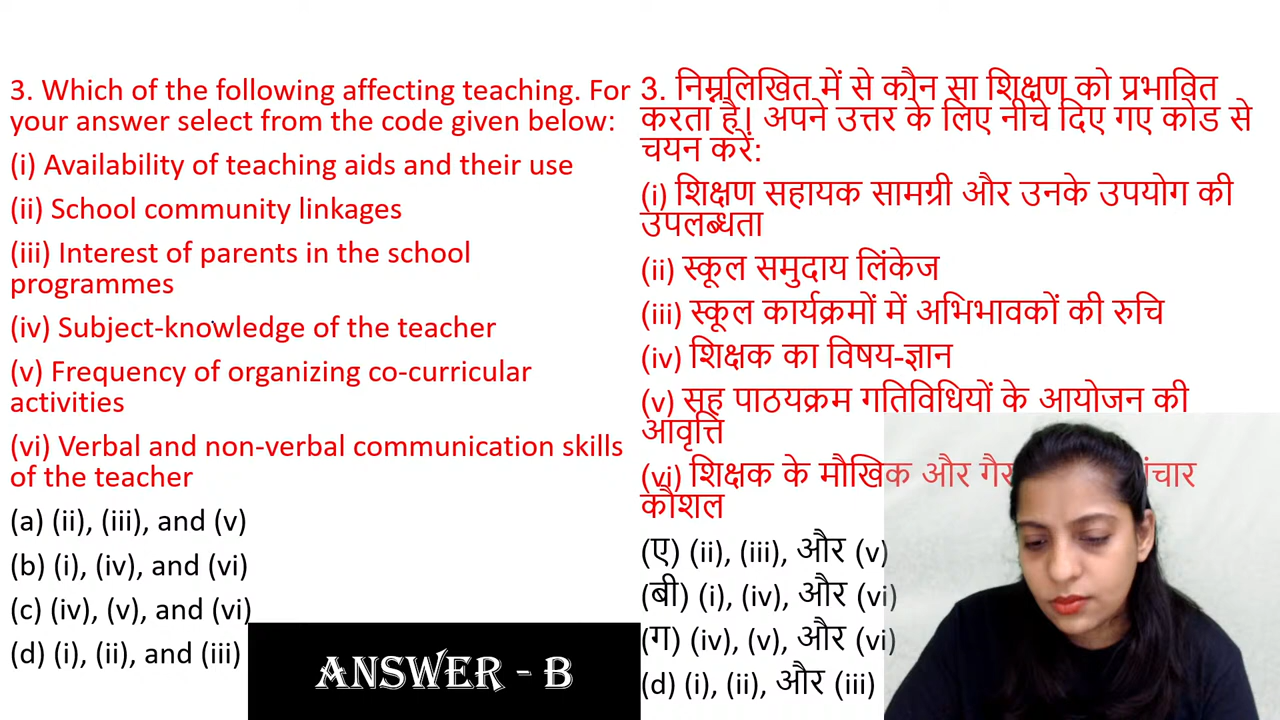 3. Which of the following affecting teaching. For
your answer select from the code given below:
(i) Availability of teaching aids and their use
(ii) School community linkages
(iii) Interest of parents in the school
programmes
(iv) Subject-knowledge of the teacher
(v) Frequency of organizing co-curricular
activities
(vi) Verbal and non-verbal communication skills
of the teacher
(a) (ii), (iii), and (v)
(b) (i), (iv), and (vi)
(c) (iv), (v), and (vi)
(d) (i), (ii), and (iii)
ANSWER - B
3. निम्नलिखित में से कौन सा शिक्षण को प्रभावित
करता है। अपने उत्तर के लिए नीचे दिए गए कोड से
चयन करें:
(i) शिक्षण सहायक सामग्री और उनके उपयोग की
उपलब्धता
(ii) स्कूल समुदाय लिंकेज
(iii) स्कूल कार्यक्रमों में अभिभावकों की रुचि
(iv) शिक्षक का विषय-ज्ञान
(v) सह पाठयक्रम गतिविधियों के आयोजन की
आवृत्ति
(vi) शिक्षक के मौखिक और
कौशल
(ए) (ii), (iii), और (v)
(बी) (i), (iv), और (vi)
(ग) (iv), (v), और (vi)
(d) (i), (ii), और (iii)